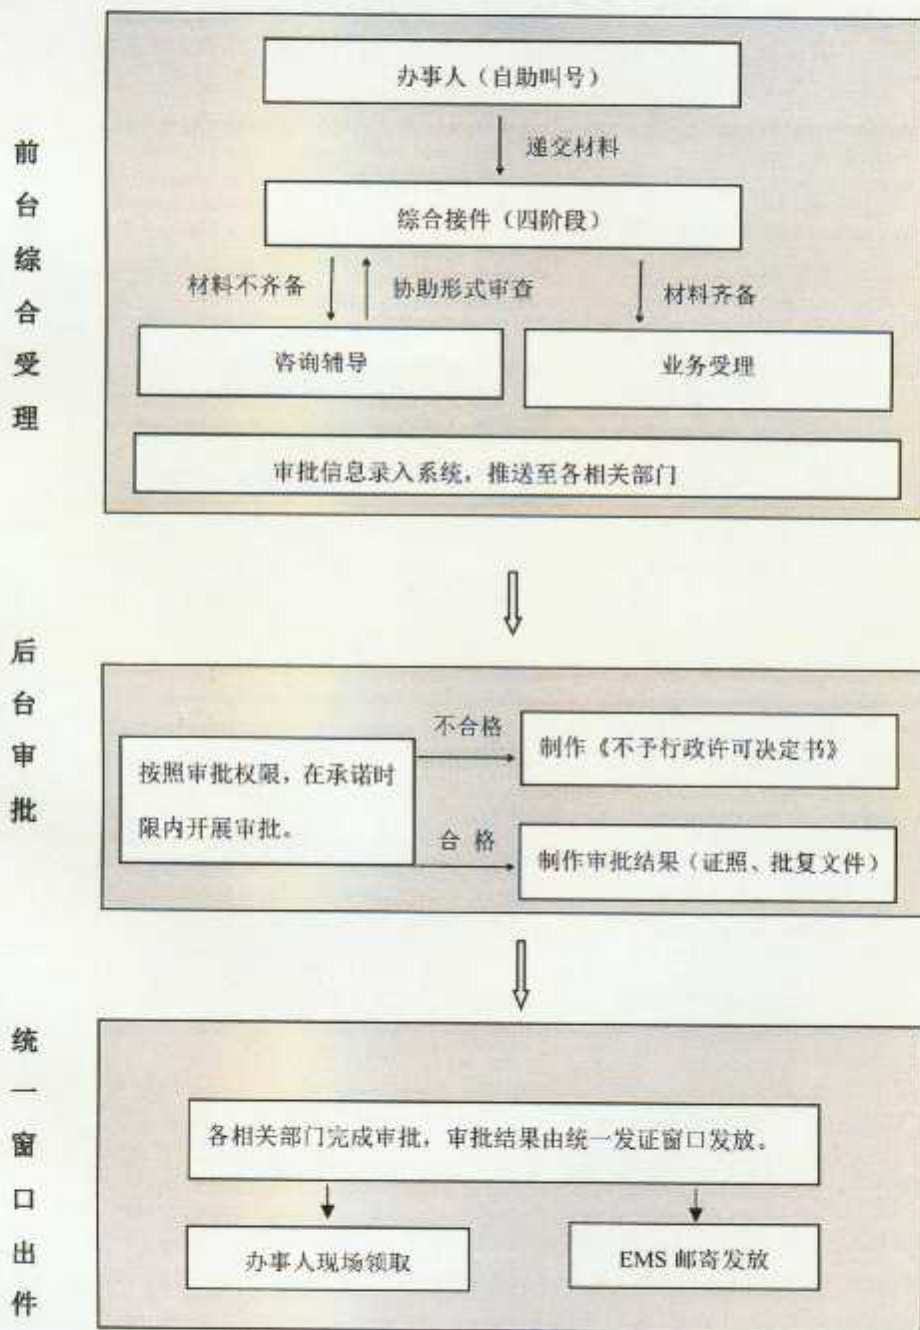 前台综合受理
办事人（自助叫号）
递交材料
综合接件（四阶段）
材料不齐备
协助形式审查
材料齐备
咨询辅导
业务受理
审批信息录入系统，推送至各相关部门
后台审批
不合格
制作《不予行政许可决定书》
按照审批权限，在承诺时
限内开展审批。
合 格
制作审批结果（证照、批复文件）
统一窗口出件
各相关部门完成审批，审批结果由统一发证窗口发放。
办事人现场领取
EMS 邮寄发放